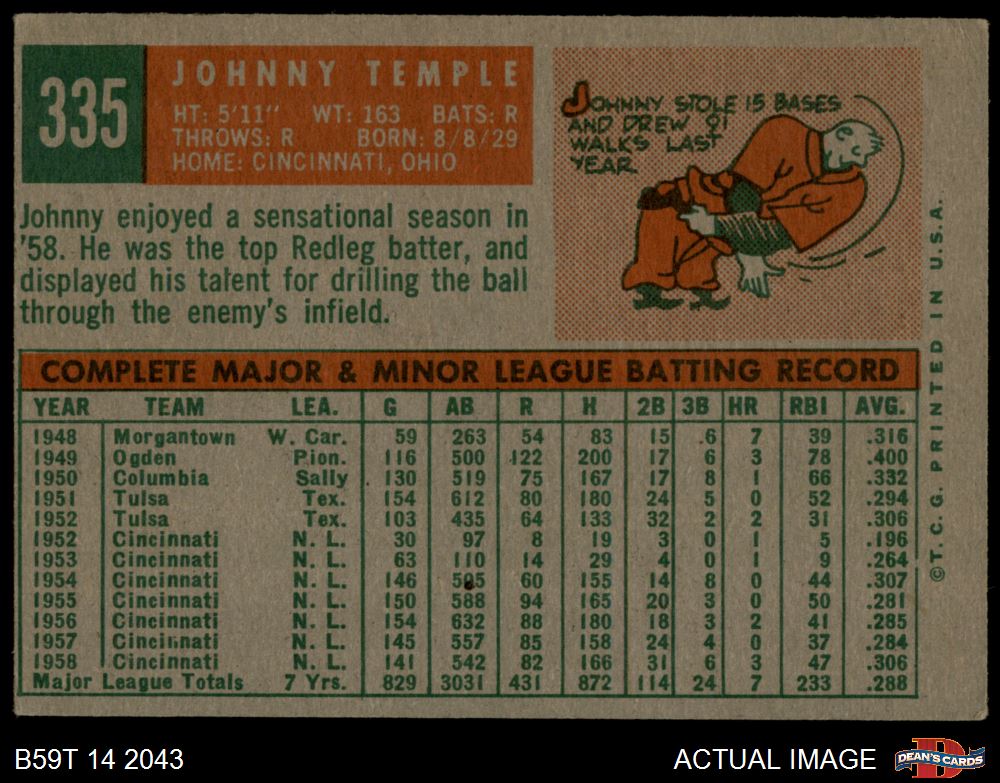 335
JOHNNY TEMPLE
HT: 5'11" WT: 163 BATS: R
THROWS: R BORN: 8/8/29
HOME: CINCINNATI, OHIO
JOHNNY STOLE 15 BASES
AND DREW 91
WALKS LAST
YEAR
Johnny enjoyed a sensational season in
'58. He was the top Redleg batter, and
displayed his talent for drilling the ball
through the enemy's infield.
COMPLETE MAJOR & MINOR LEAGUE BATTING RECORD
YEAR TEAM LEA. G AB R H 2B 3B HR RBI AVG.
1948 Morgantown W. Car. 59 263 54 83 15 .6 7 39 .316
1949 Ogden Pion. 116 500 122 200 17 6 3 78 .400
1950 Columbia Sally 130 519 75 167 17 8 1 66 .332
1951 Tulsa Tex. 154 612 80 180 24 5 0 52 .294
1952 Tulsa Tex. 103 435 64 133 32 2 2 31 .306
1952 Cincinnati N. L. 30 97 8 19 3 0 1 5 .196
1953 Cincinnati N. L. 63 110 14 29 4 0 1 9 .264
1954 Cincinnati N. L. 146 505 60 155 14 8 0 44 .307
1955 Cincinnati N. L. 150 588 94 165 20 3 0 50 .281
1956 Cincinnati N. L. 154 632 88 180 18 3 2 41 .285
1957 Cincinnati N. L. 145 557 85 158 24 4 0 37 .284
1958 Cincinnati N. L. 141 542 82 166 31 6 3 47 .306
Major League Totals 7 Yrs. 829 3031 431 872 114 24 7 233 .288
©T. C. G. PRINTED IN U.S.A.
B59T 14 2043
ACTUAL IMAGE
D
DEAN'S CARDS